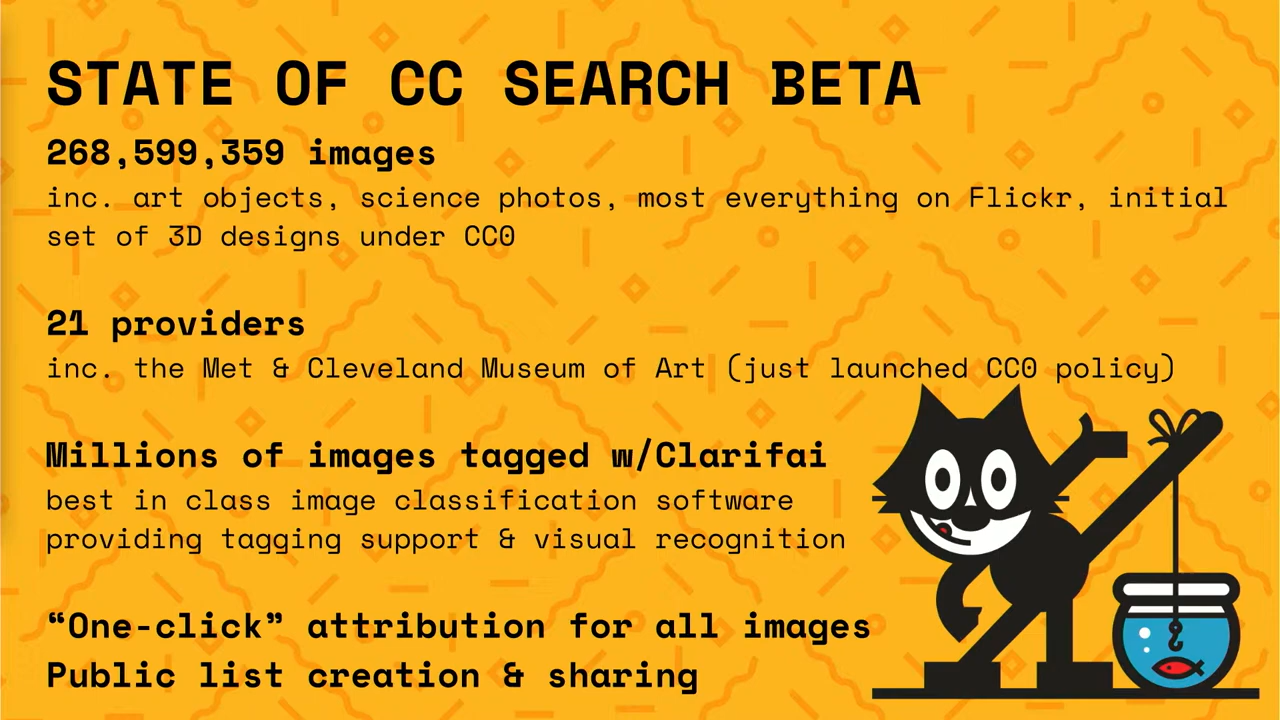 STATE OF CC SEARCH BETA
268,599,359 images
inc. art objects, science photos, most everything on Flickr, initial
set of 3D designs under CC0
21 providers
inc. the Met & Cleveland Museum of Art (just launched CC0 policy)
Millions of images tagged w/Clarifai
best in class image classification software
providing tagging support & visual recognition
“One-click” attribution for all images
Public list creation & sharing